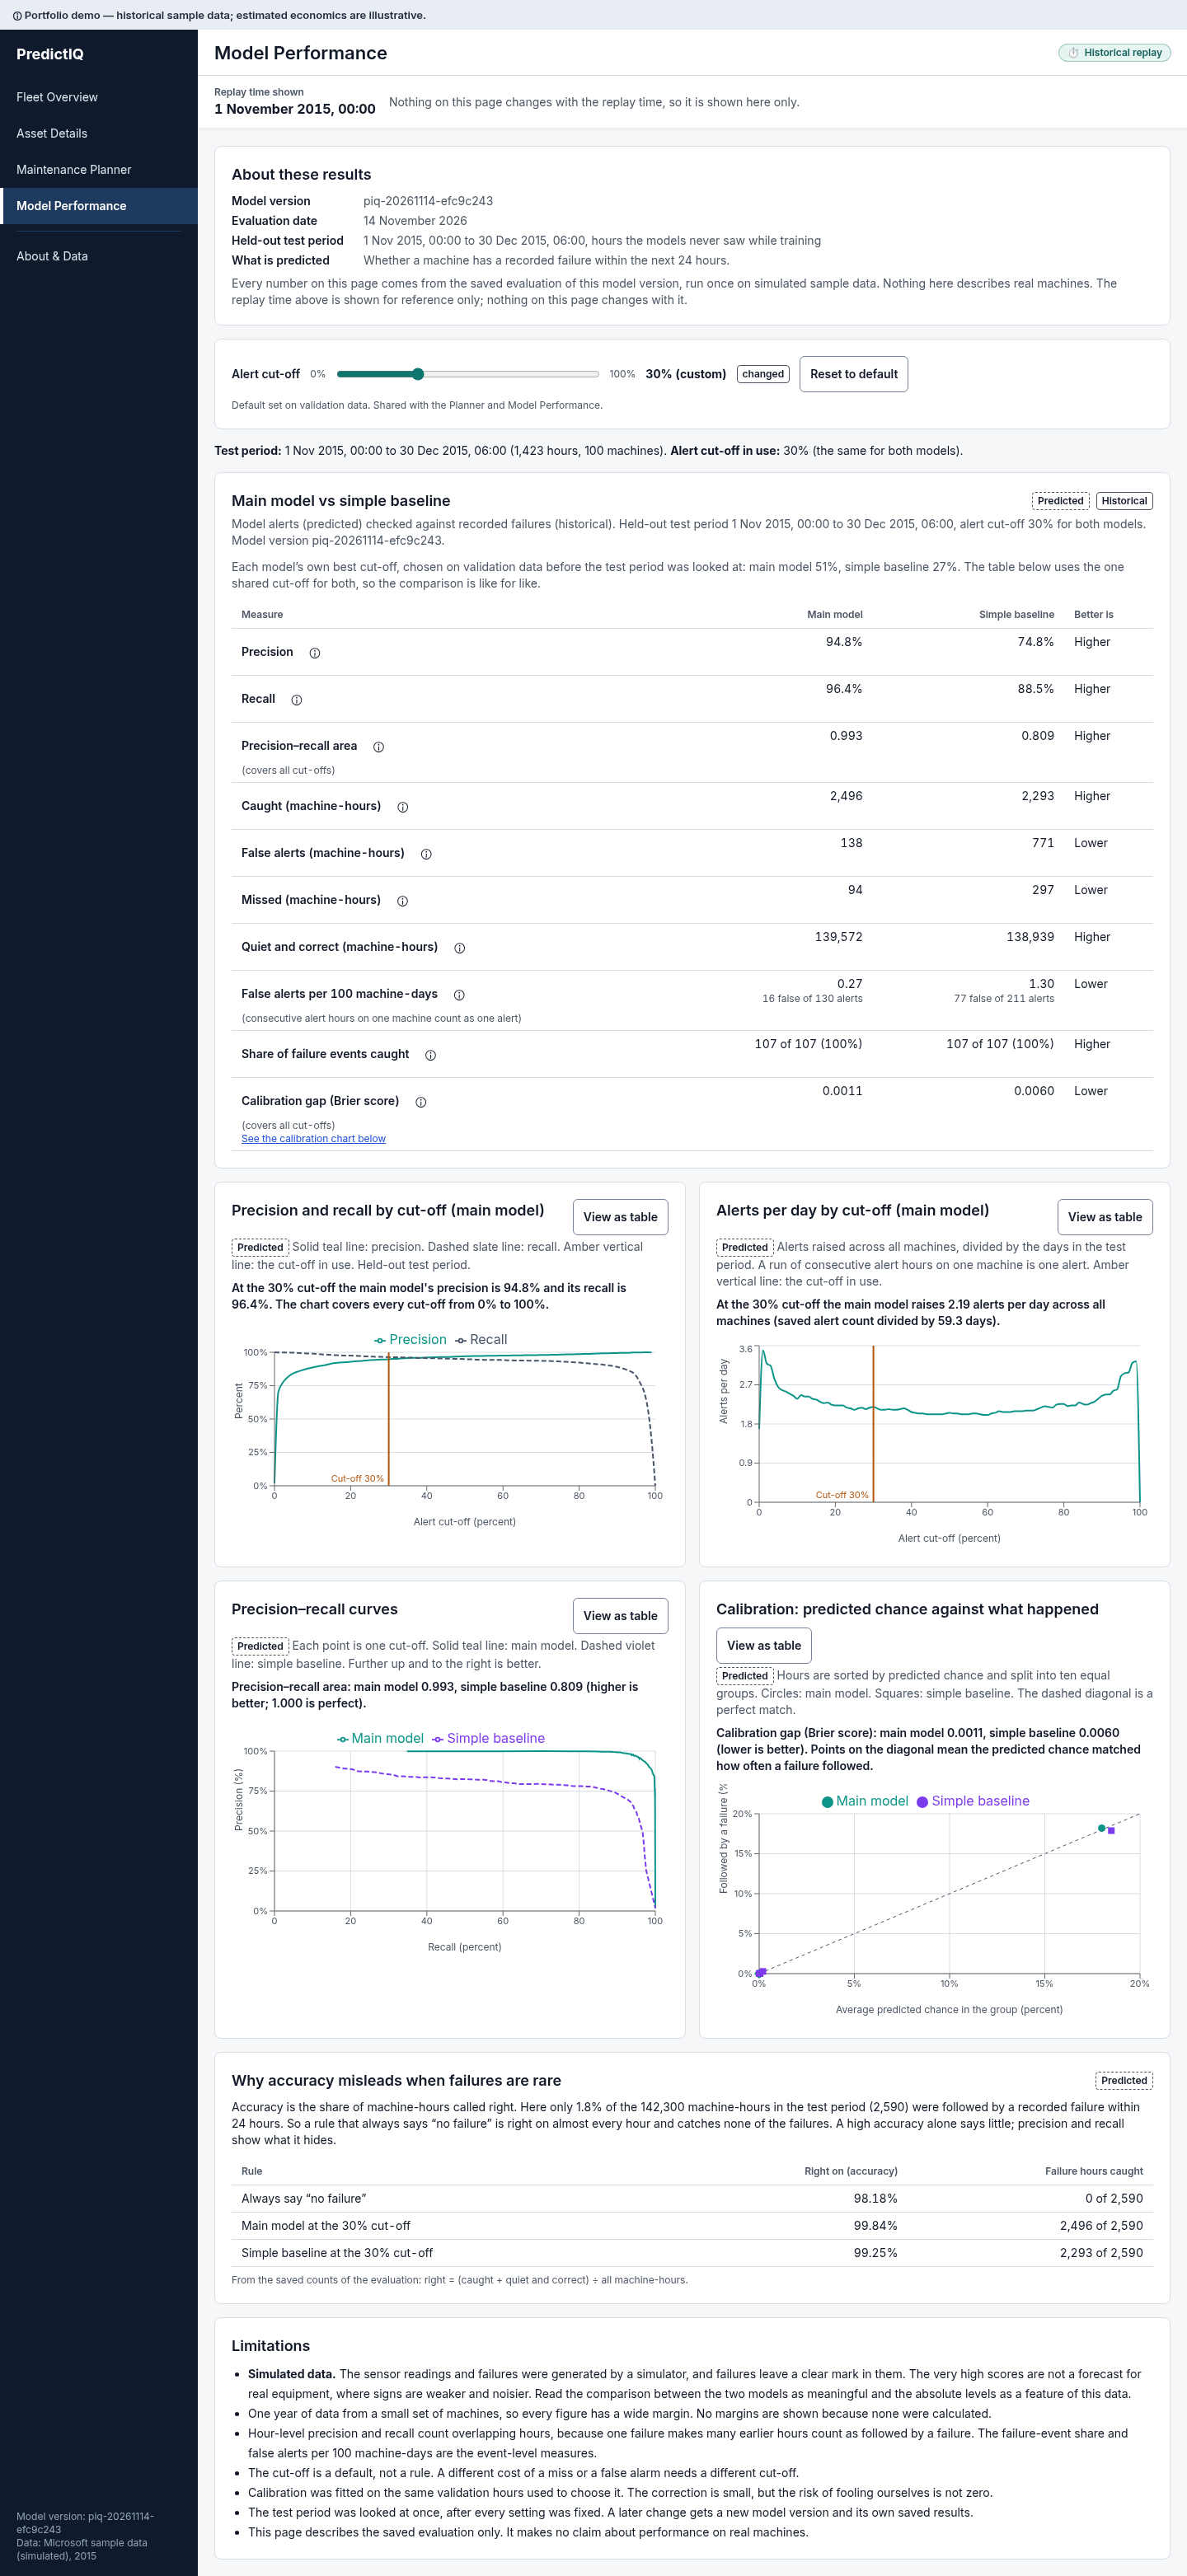 ⓘ Portfolio demo — historical sample data; estimated economics are illustrative.
PredictIQ
Fleet Overview
Asset Details
Maintenance Planner
Model Performance
About & Data
Model version: piq-20261114-
efc9c243
Data: Microsoft sample data
(simulated), 2015
Model Performance
Historical replay
Replay time shown
1 November 2015, 00:00
Nothing on this page changes with the replay time, so it is shown here only.
About these results
Model version piq-20261114-efc9c243
Evaluation date 14 November 2026
Held-out test period 1 Nov 2015, 00:00 to 30 Dec 2015, 06:00, hours the models never saw while training
What is predicted Whether a machine has a recorded failure within the next 24 hours.
Every number on this page comes from the saved evaluation of this model version, run once on simulated sample data. Nothing here describes real machines. The
replay time above is shown for reference only; nothing on this page changes with it.
Alert cut-off 0% 100% 30% (custom) changed Reset to default
Default set on validation data. Shared with the Planner and Model Performance.
Test period: 1 Nov 2015, 00:00 to 30 Dec 2015, 06:00 (1,423 hours, 100 machines). Alert cut-off in use: 30% (the same for both models).
Main model vs simple baseline
Predicted Historical
Model alerts (predicted) checked against recorded failures (historical). Held-out test period 1 Nov 2015, 00:00 to 30 Dec 2015, 06:00, alert cut-off 30% for both models.
Model version piq-20261114-efc9c243.
Each model’s own best cut-off, chosen on validation data before the test period was looked at: main model 51%, simple baseline 27%. The table below uses the one
shared cut-off for both, so the comparison is like for like.
Measure Main model Simple baseline Better is
Precision ⓘ 94.8% 74.8% Higher
Recall ⓘ 96.4% 88.5% Higher
Precision–recall area ⓘ 0.993 0.809 Higher
(covers all cut-offs)
Caught (machine-hours) ⓘ 2,496 2,293 Higher
False alerts (machine-hours) ⓘ 138 771 Lower
Missed (machine-hours) ⓘ 94 297 Lower
Quiet and correct (machine-hours) ⓘ 139,572 138,939 Higher
False alerts per 100 machine-days ⓘ 0.27 1.30 Lower
16 false of 130 alerts 77 false of 211 alerts
(consecutive alert hours on one machine count as one alert)
Share of failure events caught ⓘ 107 of 107 (100%) 107 of 107 (100%) Higher
Calibration gap (Brier score) ⓘ 0.0011 0.0060 Lower
(covers all cut-offs)
See the calibration chart below
Precision and recall by cut-off (main model)
View as table
Predicted Solid teal line: precision. Dashed slate line: recall. Amber vertical
line: the cut-off in use. Held-out test period.
At the 30% cut-off the main model's precision is 94.8% and its recall is
96.4%. The chart covers every cut-off from 0% to 100%.
Precision Recall
Percent
100%
75%
50%
25%
0%
Cut-off 30%
0 20 40 60 80 100
Alert cut-off (percent)
Alerts per day by cut-off (main model)
View as table
Predicted Alerts raised across all machines, divided by the days in the test
period. A run of consecutive alert hours on one machine is one alert. Amber
vertical line: the cut-off in use.
At the 30% cut-off the main model raises 2.19 alerts per day across all
machines (saved alert count divided by 59.3 days).
Alerts per day
3.6
2.7
1.8
0.9
0
Cut-off 30%
0 20 40 60 80 100
Alert cut-off (percent)
Precision–recall curves
View as table
Predicted Each point is one cut-off. Solid teal line: main model. Dashed violet
line: simple baseline. Further up and to the right is better.
Precision–recall area: main model 0.993, simple baseline 0.809 (higher is
better; 1.000 is perfect).
Main model Simple baseline
Precision (%)
100%
75%
50%
25%
0%
0 20 40 60 80 100
Recall (percent)
Calibration: predicted chance against what happened
View as table
Predicted Hours are sorted by predicted chance and split into ten equal
groups. Circles: main model. Squares: simple baseline. The dashed diagonal is a
perfect match.
Calibration gap (Brier score): main model 0.0011, simple baseline 0.0060
(lower is better). Points on the diagonal mean the predicted chance matched
how often a failure followed.
Main model Simple baseline
Followed by a failure (%
20%
15%
10%
5%
0%
0% 5% 10% 15% 20%
Average predicted chance in the group (percent)
Why accuracy misleads when failures are rare
Predicted
Accuracy is the share of machine-hours called right. Here only 1.8% of the 142,300 machine-hours in the test period (2,590) were followed by a recorded failure within
24 hours. So a rule that always says “no failure” is right on almost every hour and catches none of the failures. A high accuracy alone says little; precision and recall
show what it hides.
Rule Right on (accuracy) Failure hours caught
Always say “no failure” 98.18% 0 of 2,590
Main model at the 30% cut-off 99.84% 2,496 of 2,590
Simple baseline at the 30% cut-off 99.25% 2,293 of 2,590
From the saved counts of the evaluation: right = (caught + quiet and correct) ÷ all machine-hours.
Limitations
• Simulated data. The sensor readings and failures were generated by a simulator, and failures leave a clear mark in them. The very high scores are not a forecast for
real equipment, where signs are weaker and noisier. Read the comparison between the two models as meaningful and the absolute levels as a feature of this data.
• One year of data from a small set of machines, so every figure has a wide margin. No margins are shown because none were calculated.
• Hour-level precision and recall count overlapping hours, because one failure makes many earlier hours count as followed by a failure. The failure-event share and
false alerts per 100 machine-days are the event-level measures.
• The cut-off is a default, not a rule. A different cost of a miss or a false alarm needs a different cut-off.
• Calibration was fitted on the same validation hours used to choose it. The correction is small, but the risk of fooling ourselves is not zero.
• The test period was looked at once, after every setting was fixed. A later change gets a new model version and its own saved results.
• This page describes the saved evaluation only. It makes no claim about performance on real machines.